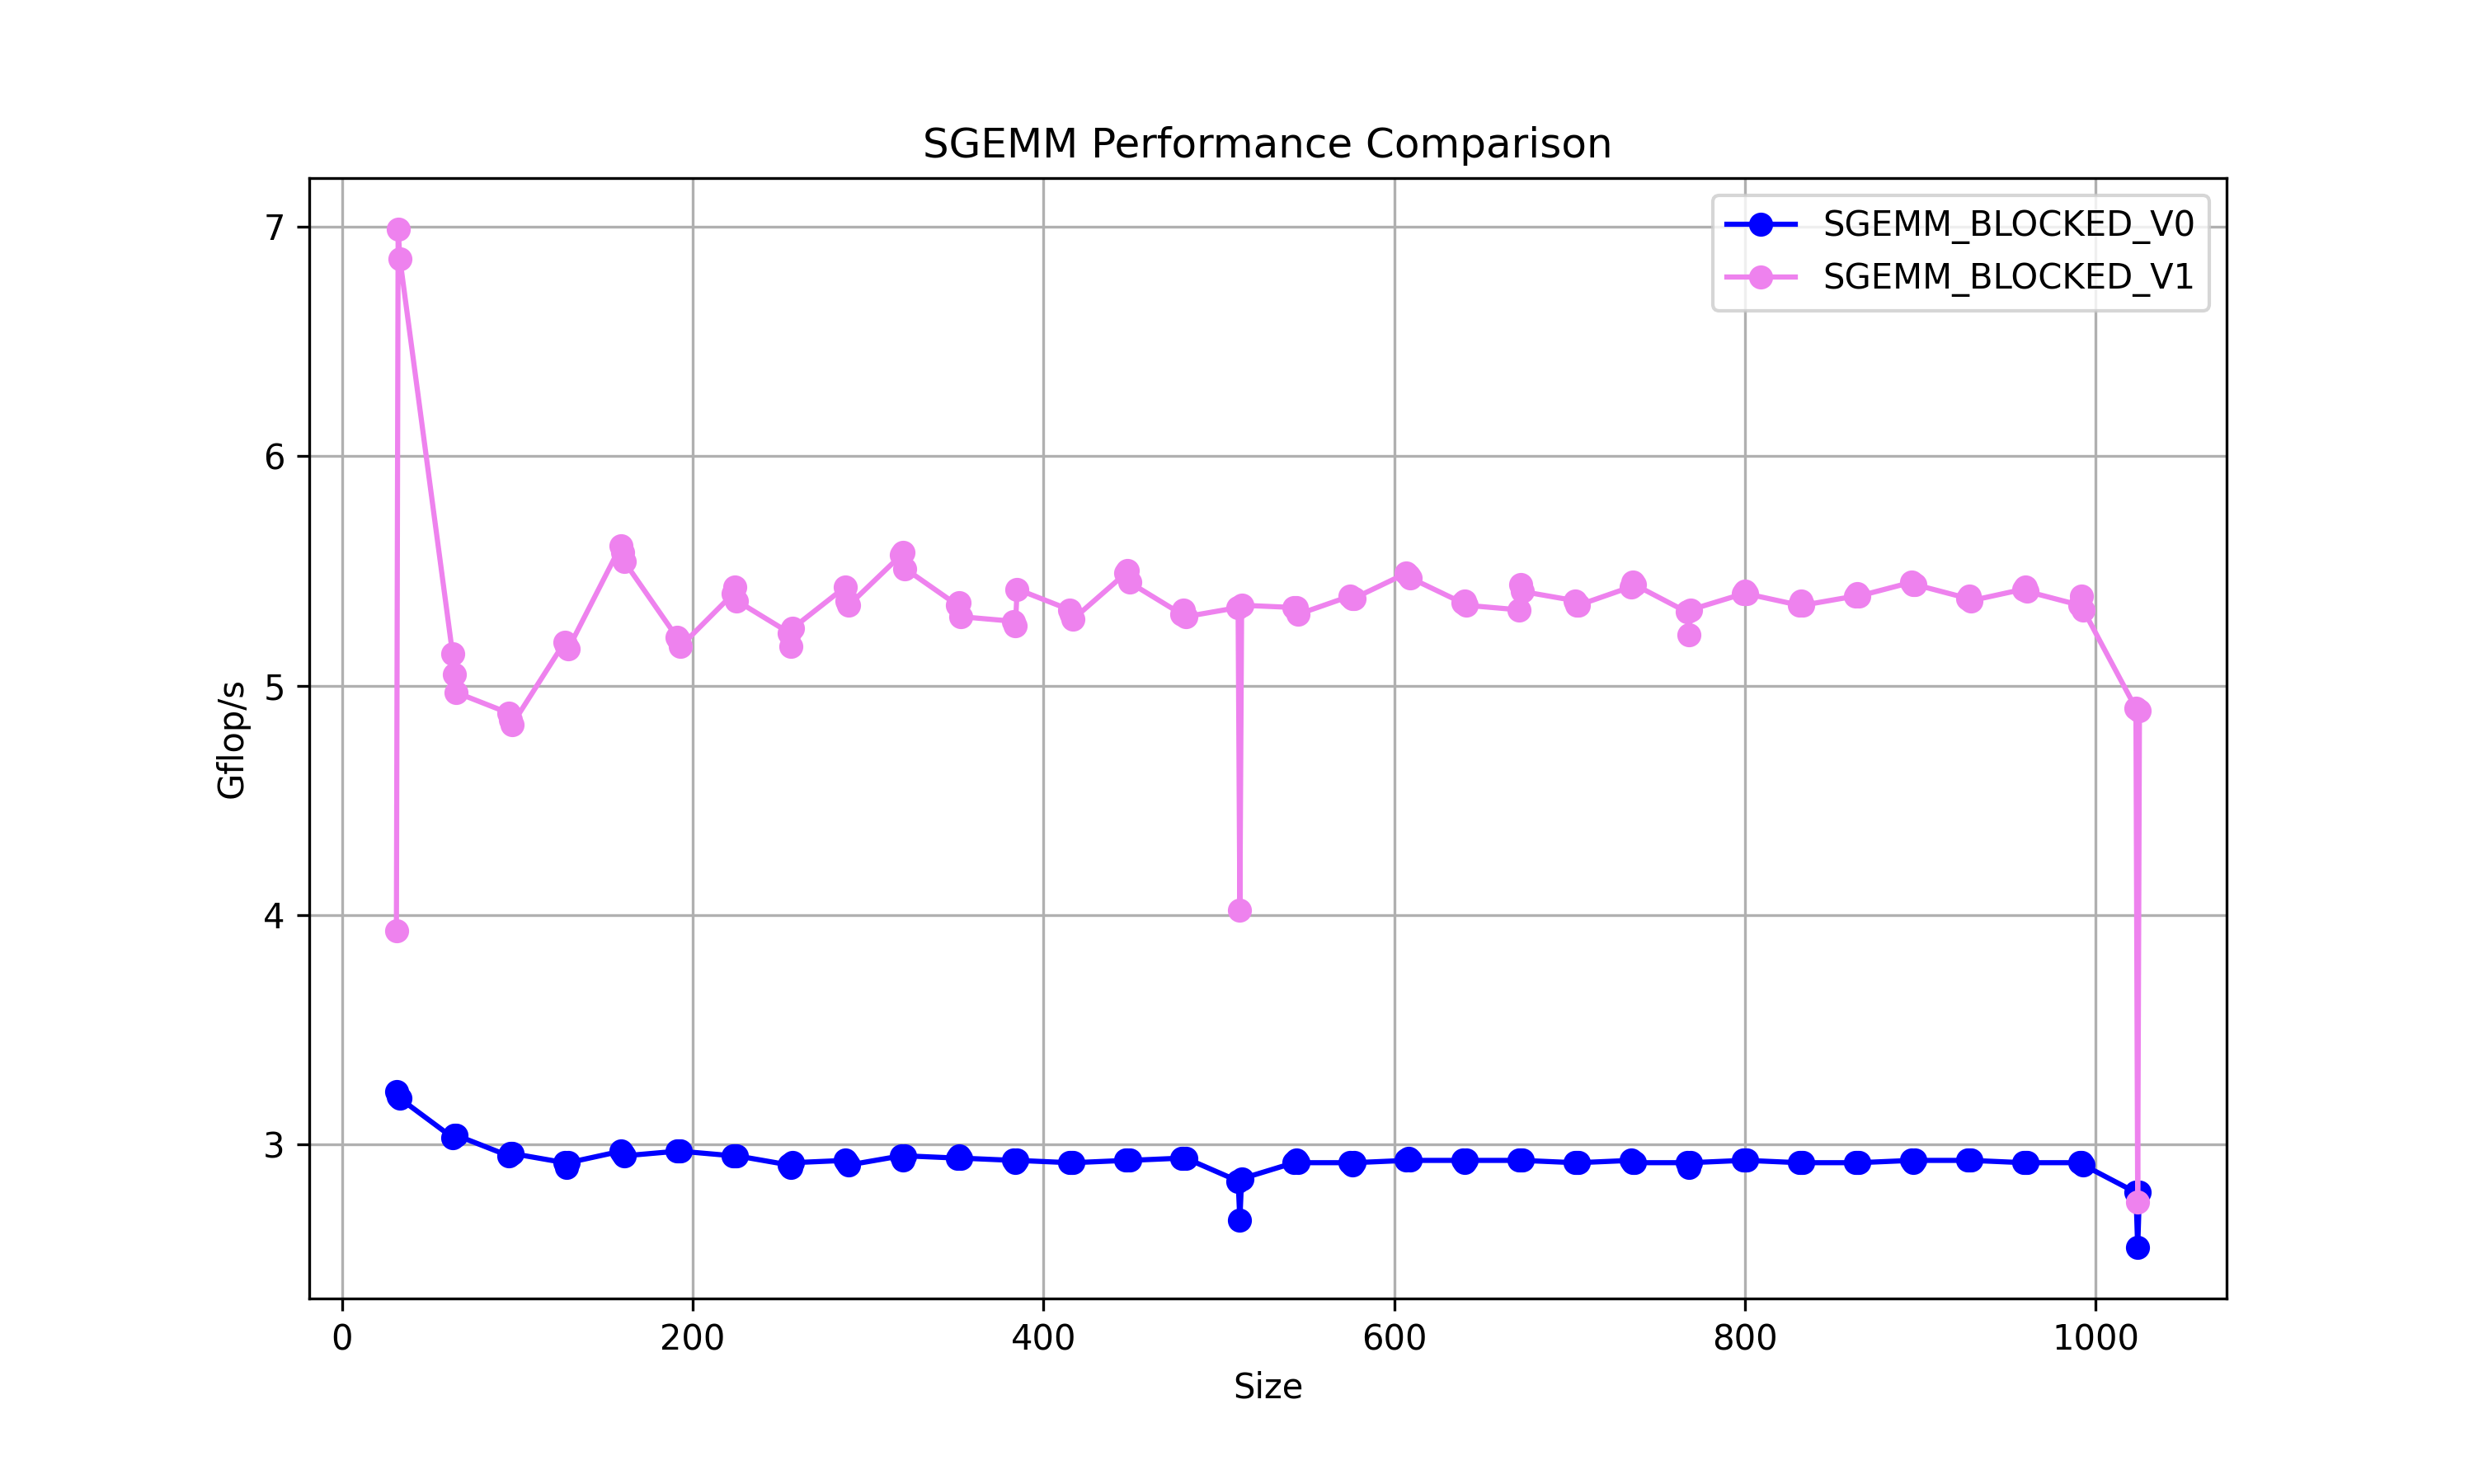 SGEMM Performance Comparison
SGEMM_BLOCKED_V0
SGEMM_BLOCKED_V1
Gflop/s
7
6
5
4
3
0 200 400 600 800 1000
Size